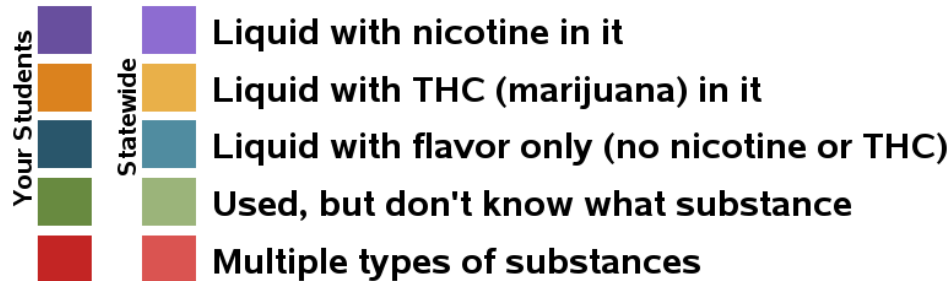 Your Students
Statewide
Liquid with nicotine in it
Liquid with THC (marijuana) in it
Liquid with flavor only (no nicotine or THC)
Used, but don't know what substance
Multiple types of substances